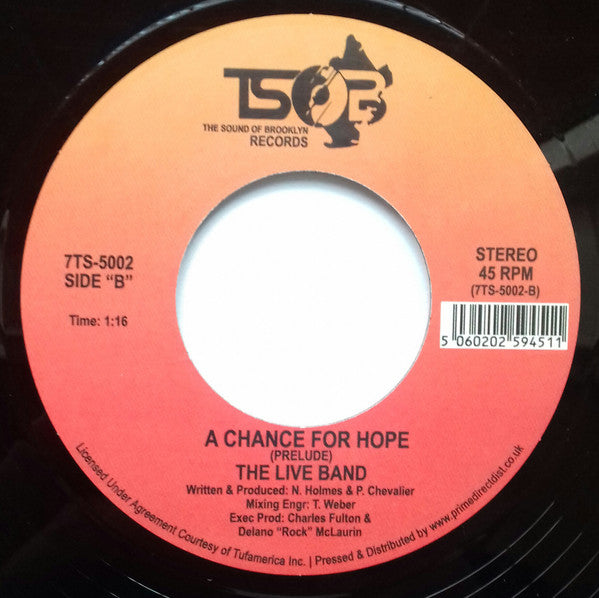 TSOB
THE SOUND OF BROOKLYN
RECORDS
7TS-5002
SIDE "B"
Time: 1:16
STEREO
45 RPM
(7TS-5002-B)
5 060202 594511
A CHANCE FOR HOPE
(PRELUDE)
THE LIVE BAND
Written & Produced: N. Holmes & P. Chevalier
Mixing Engr: T. Weber
Exec Prod: Charles Fulton &
Delano "Rock" McLaurin
Licensed Under Agreement Courtesy of Tufamerica Inc. | Pressed & Distributed by www.primedirectdist.co.uk